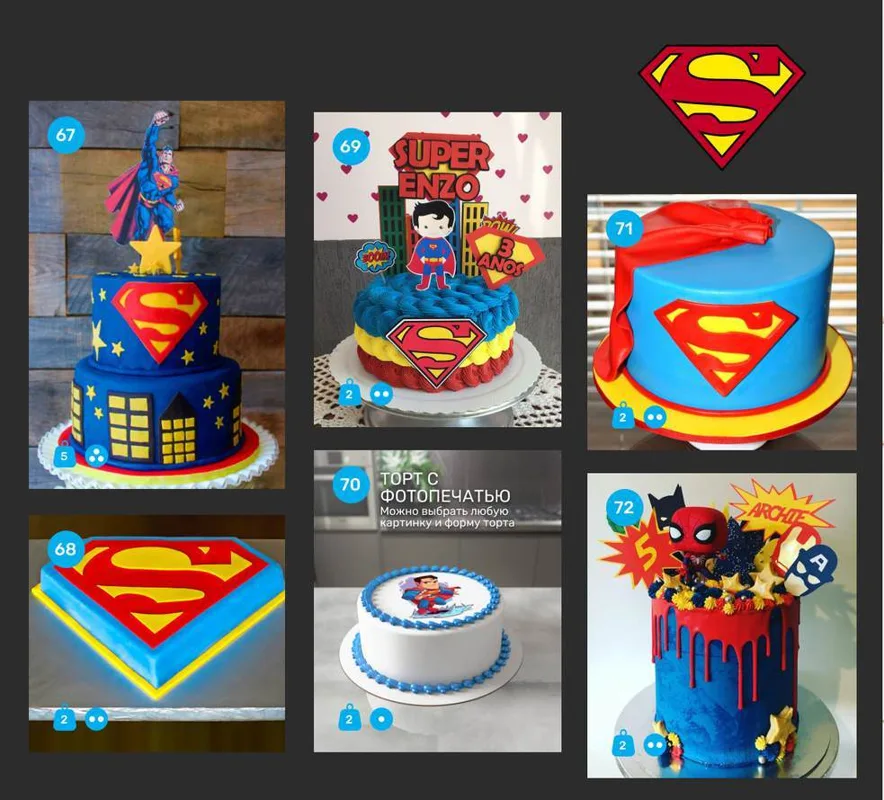 67
5
68
2
69
SUPER
ENZO
BOOM!
POW!
3
ANOS
2
70
ТОРТ С
ФОТОПЕЧАТЬЮ
Можно выбрать любую
картинку и форму торта
2
71
2
72
ARCHIE
5
A
2